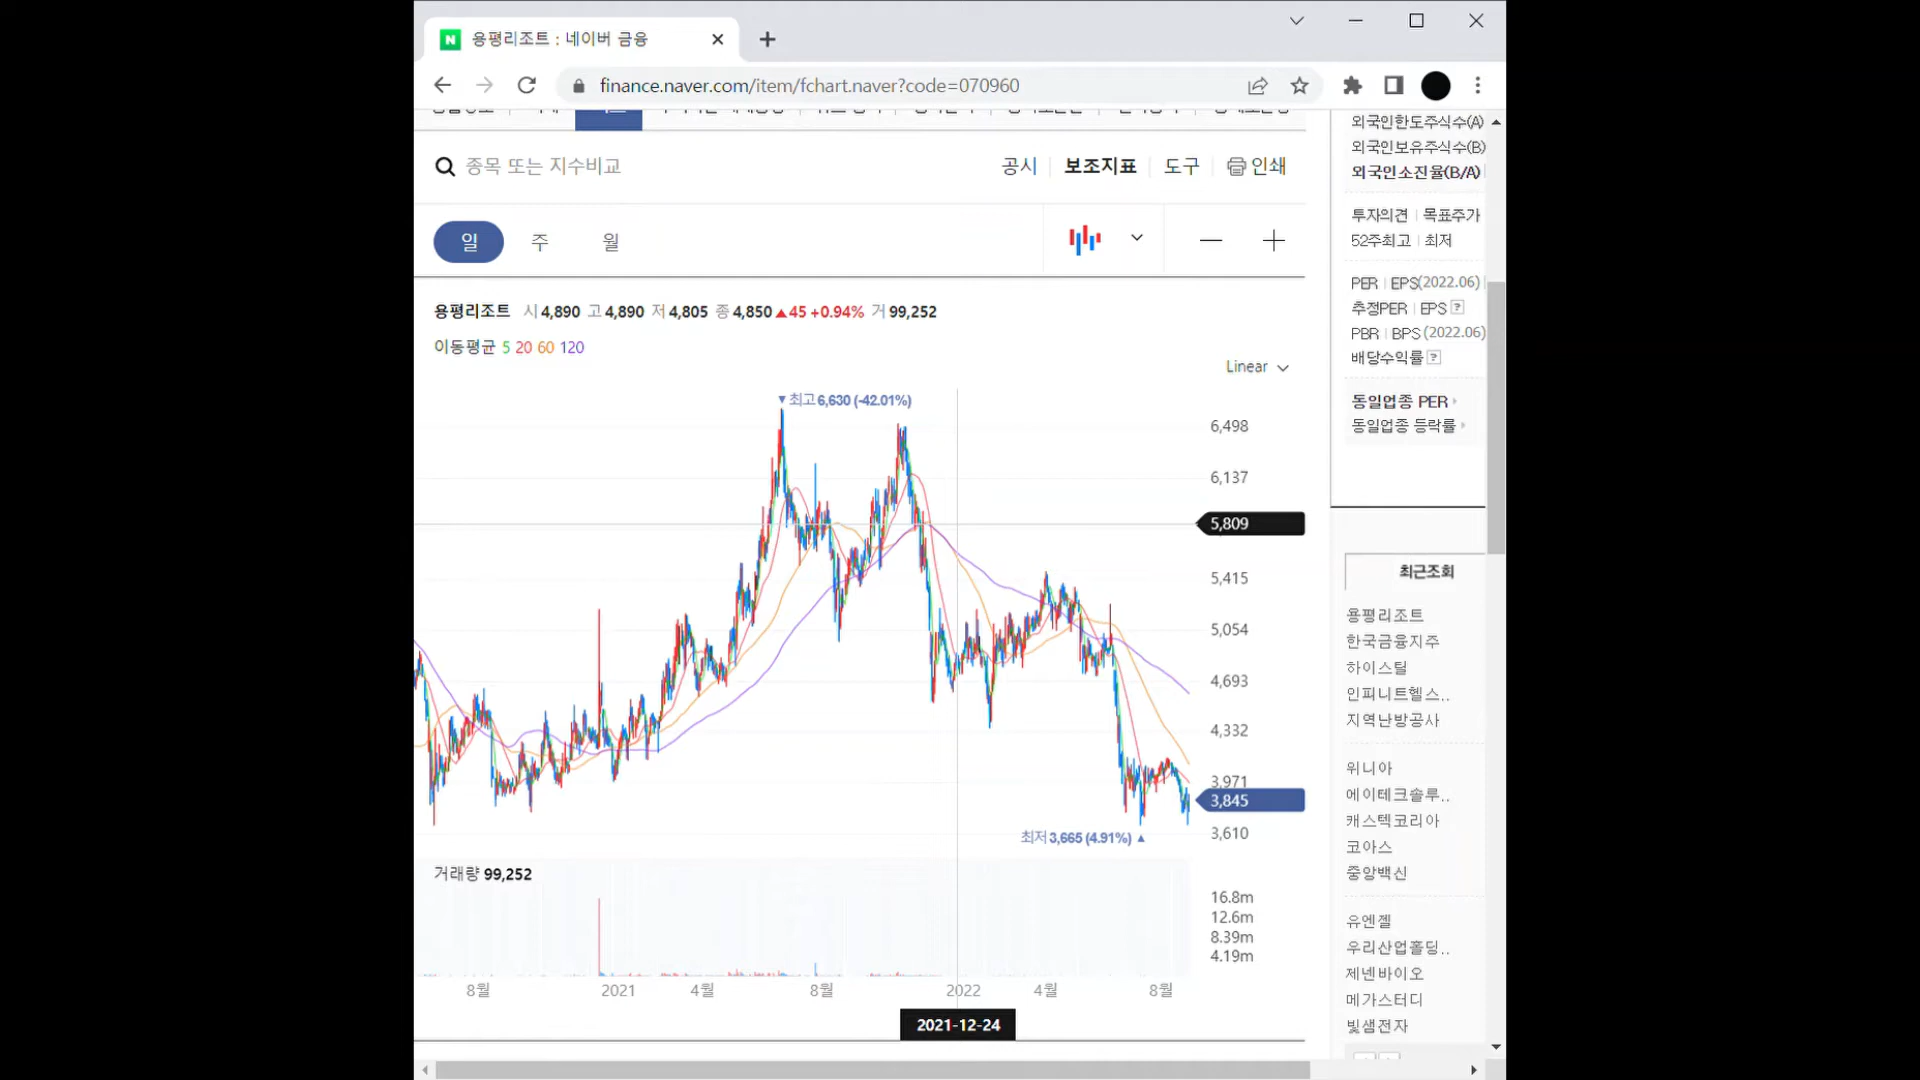 용평리조트 : 네이버 금융
finance.naver.com/item/fchart.naver?code=070960
종목 또는 지수비교
공시 보조지표 도구 인쇄
일 주 월
용평리조트 시 4,890 고 4,890 저 4,805 종 4,850 ▲45 +0.94% 거 99,252
이동평균 5 20 60 120
Linear
▼최고 6,630 (-42.01%)
6,498
6,137
5,809
5,415
5,054
4,693
4,332
3,971
3,845
최저 3,665 (4.91%) ▲
3,610
거래량 99,252
16.8m
12.6m
8.39m
4.19m
8월 2021 4월 8월 2022 4월 8월
2021-12-24
외국인한도주식수(A)
외국인보유주식수(B)
외국인소진율(B/A)
투자의견 | 목표주가
52주최고 | 최저
PER | EPS(2022.06)
추정PER | EPS ?
PBR | BPS (2022.06)
배당수익률 ?
동일업종 PER
동일업종 등락률
최근조회
용평리조트
한국금융지주
하이스틸
인피니트헬스..
지역난방공사
위니아
에이테크솔루..
캐스텍코리아
코아스
중앙백신
유엔젤
우리산업홀딩..
제넨바이오
메가스터디
빛샘전자